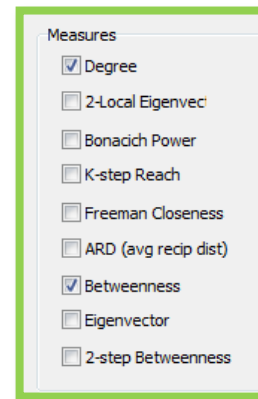 Measures
Degree
2-Local Eigenvec
Bonacich Power
K-step Reach
Freeman Closeness
ARD (avg recip dist)
Betweenness
Eigenvector
2-step Betweenness